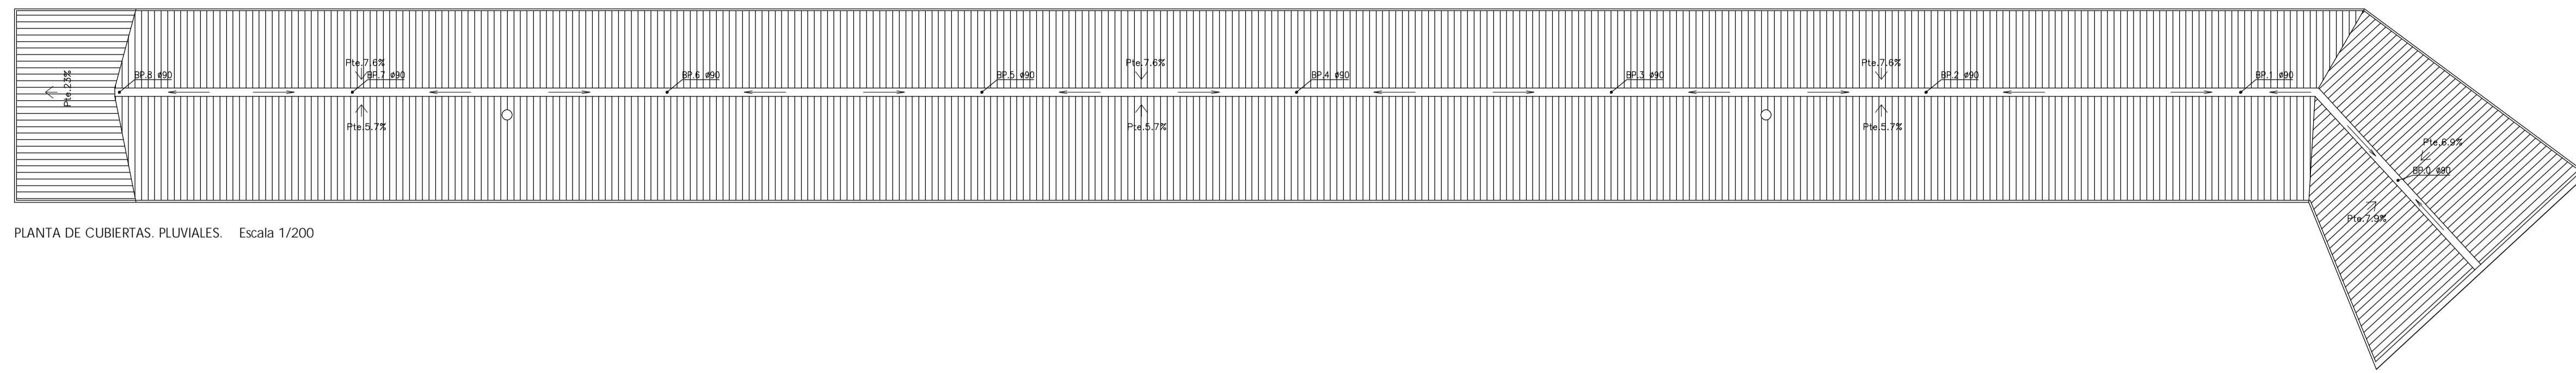 Pte.7.6%
Pte.7.6%
Pte.7.6%
BP.8 ø90
BP.7 ø90
BP.6 ø90
BP.5 ø90
BP.4 ø90
BP.3 ø90
BP.2 ø90
BP.1 ø90
Pte.23%
Pte.5.7%
Pte.5.7%
Pte.5.7%
Pte.6.9%
BP.0 ø90
Pte.7.9%
PLANTA DE CUBIERTAS. PLUVIALES. Escala 1/200